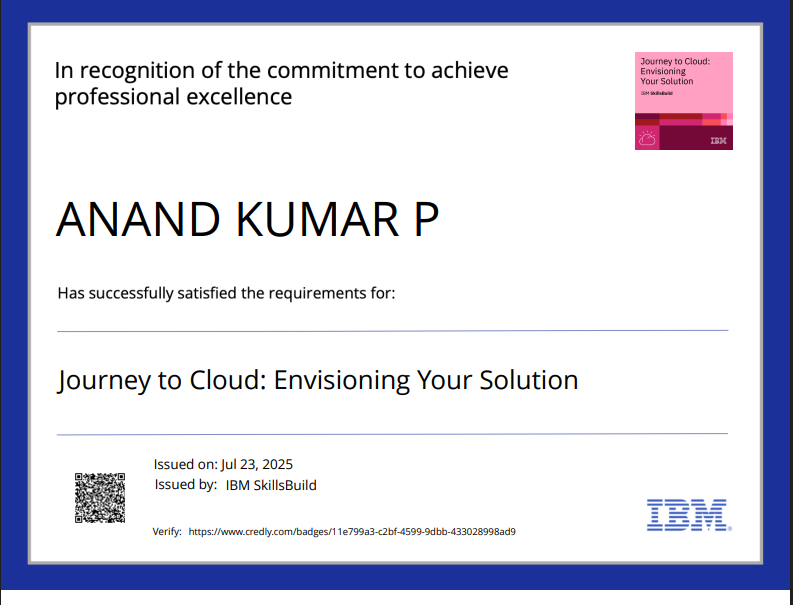 In recognition of the commitment to achieve
professional excellence
Journey to Cloud:
Envisioning
Your Solution
IBM SkillsBuild
IBM
ANAND KUMAR P
Has successfully satisfied the requirements for:
Journey to Cloud: Envisioning Your Solution
Issued on: Jul 23, 2025
Issued by: IBM SkillsBuild
Verify: https://www.credly.com/badges/11e799a3-c2bf-4599-9dbb-433028998ad9
IBM